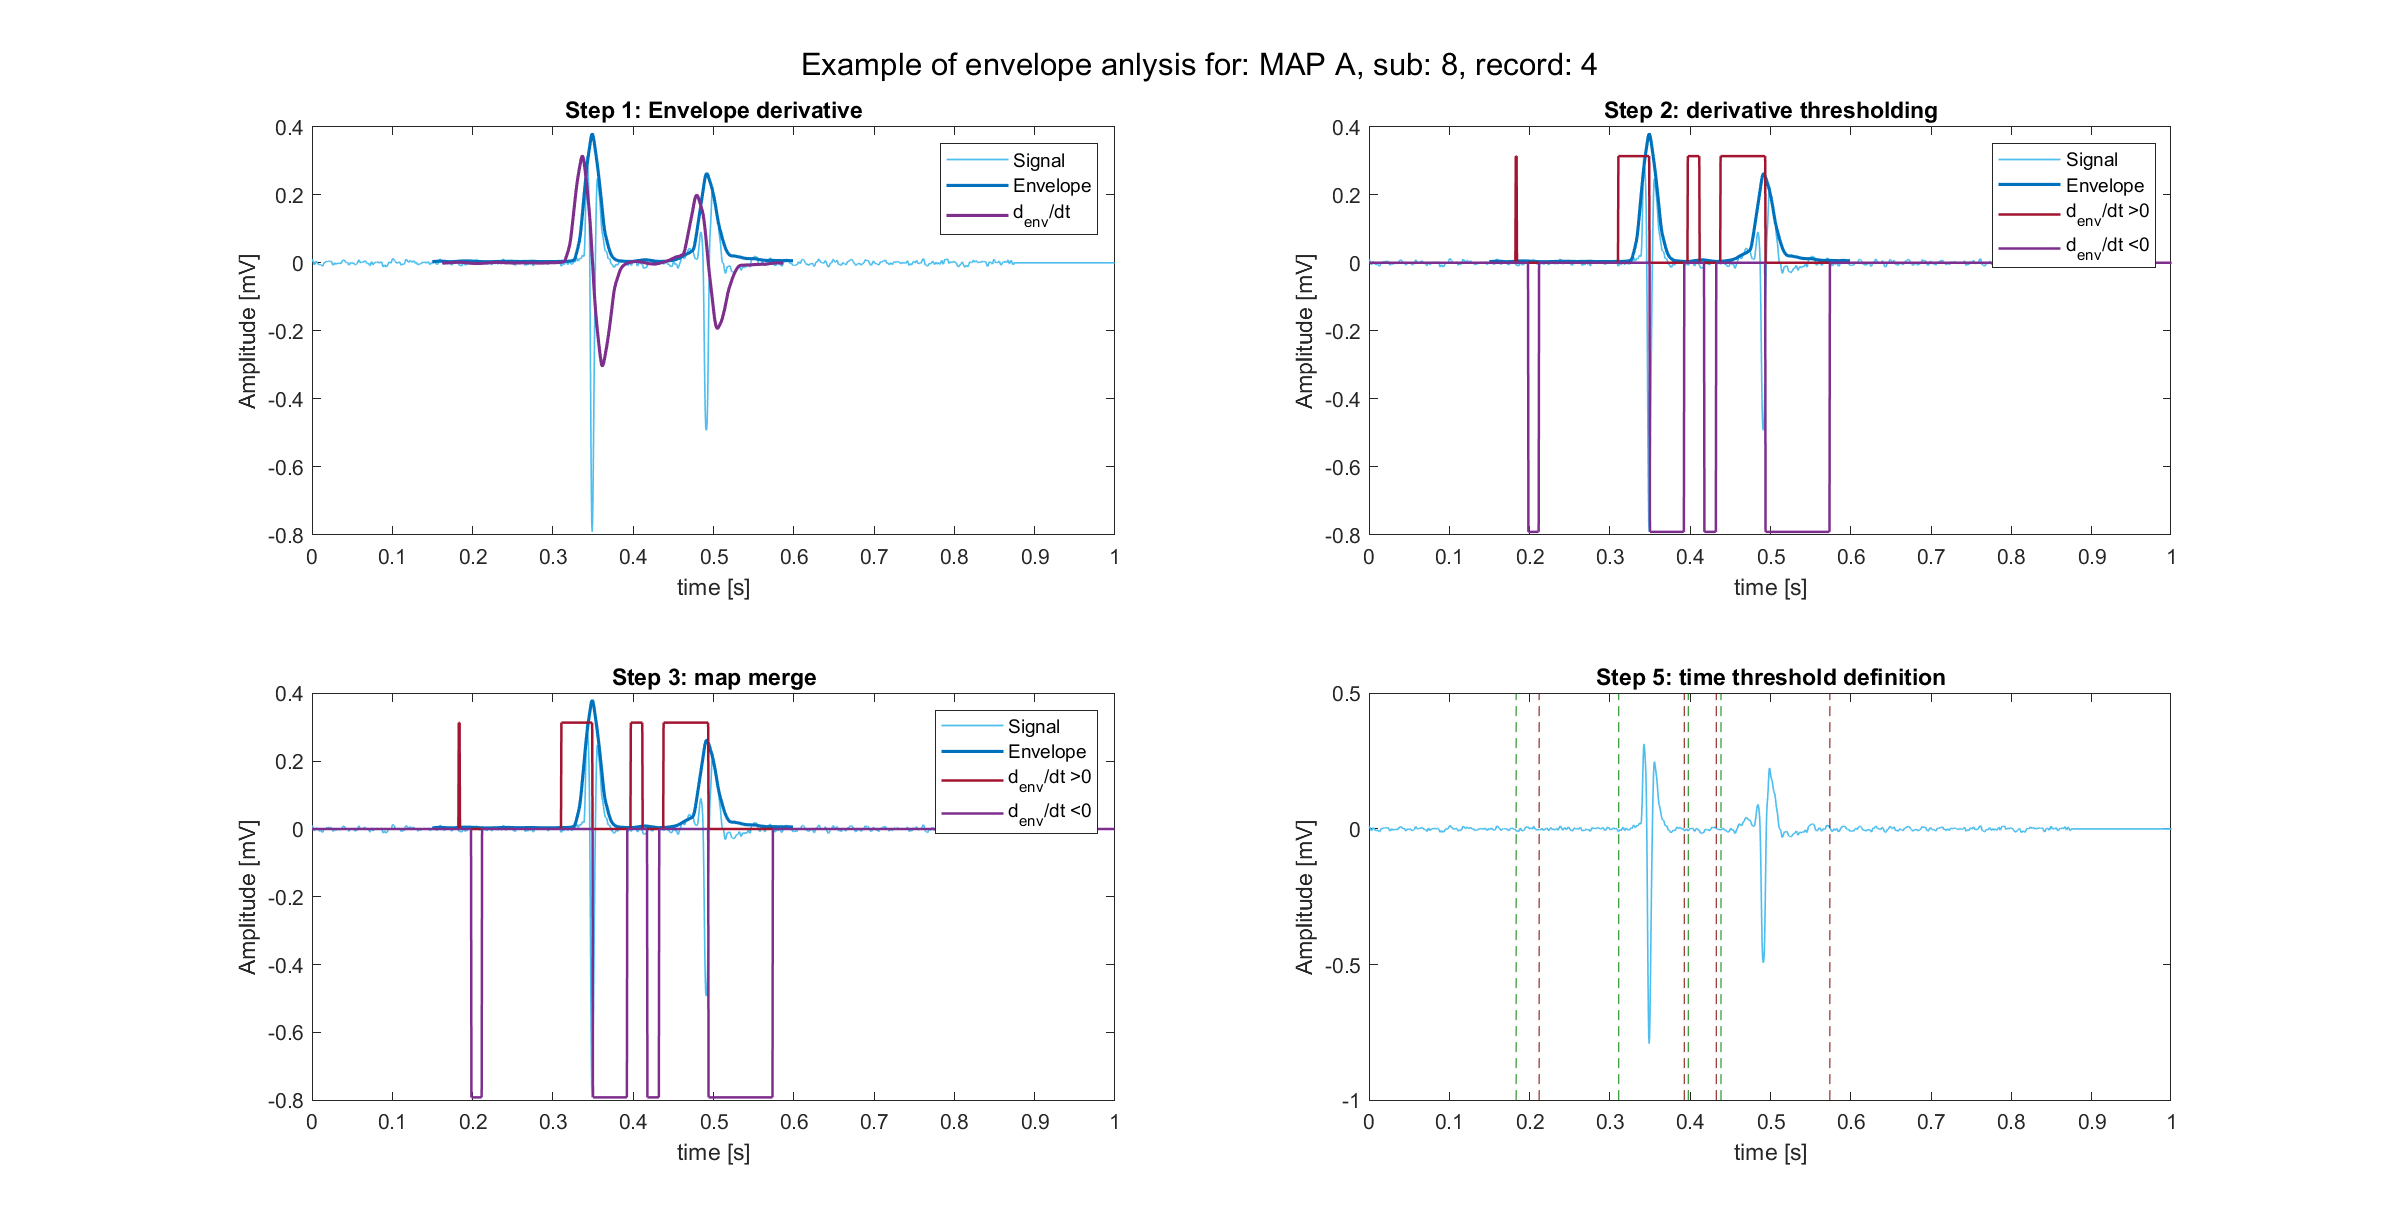 Example of envelope anlysis for: MAP A, sub: 8, record: 4
Step 1: Envelope derivative
0.4
0.2
0
-0.2
-0.4
-0.6
-0.8
Amplitude [mV]
0 0.1 0.2 0.3 0.4 0.5 0.6 0.7 0.8 0.9 1
time [s]
Signal
Envelope
d_env/dt
Step 2: derivative thresholding
0.4
0.2
0
-0.2
-0.4
-0.6
-0.8
Amplitude [mV]
0 0.1 0.2 0.3 0.4 0.5 0.6 0.7 0.8 0.9 1
time [s]
Signal
Envelope
d_env/dt >0
d_env/dt <0
Step 3: map merge
0.4
0.2
0
-0.2
-0.4
-0.6
-0.8
Amplitude [mV]
0 0.1 0.2 0.3 0.4 0.5 0.6 0.7 0.8 0.9 1
time [s]
Signal
Envelope
d_env/dt >0
d_env/dt <0
Step 5: time threshold definition
0.5
0
-0.5
-1
Amplitude [mV]
0 0.1 0.2 0.3 0.4 0.5 0.6 0.7 0.8 0.9 1
time [s]